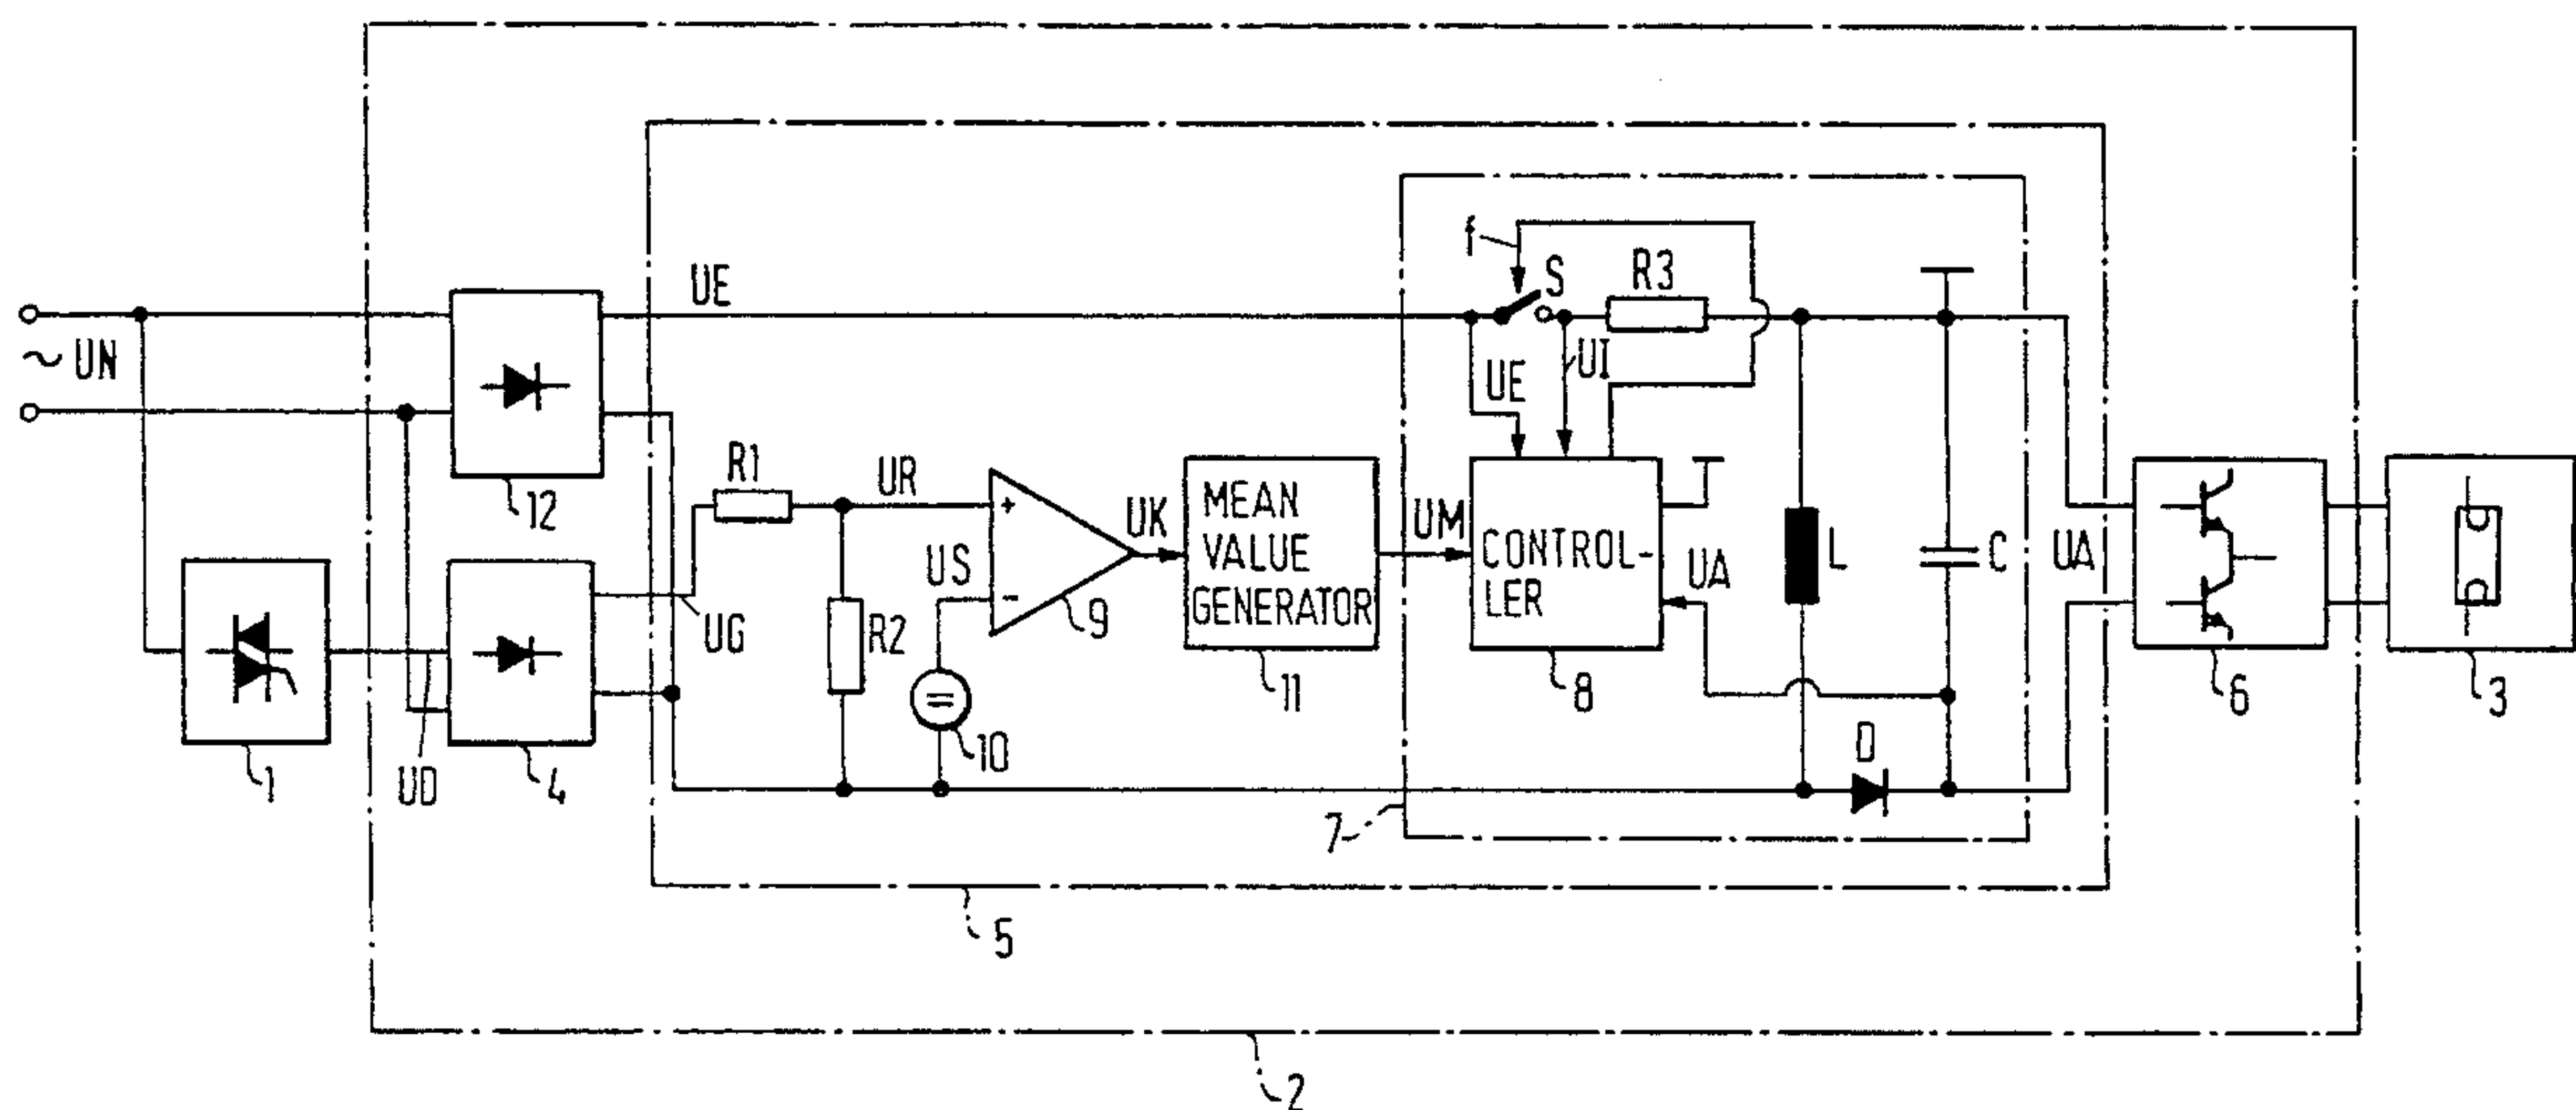 f
S
R3
UE
~ UN
UE
UI
R1
UR
12
UK
MEAN
VALUE
GENERATOR
UM
CONTROL-
LER
UA
L
C
UA
US
+
-
9
R2
UG
11
8
6
3
=
10
D
1
UD
4
7
5
2